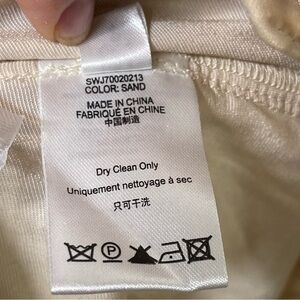 SWJ70020213
COLOR: SAND
MADE IN CHINA
FABRIQUÉ EN CHINE
中国制造
Dry Clean Only
Uniquement nettoyage à sec
只可干洗
P